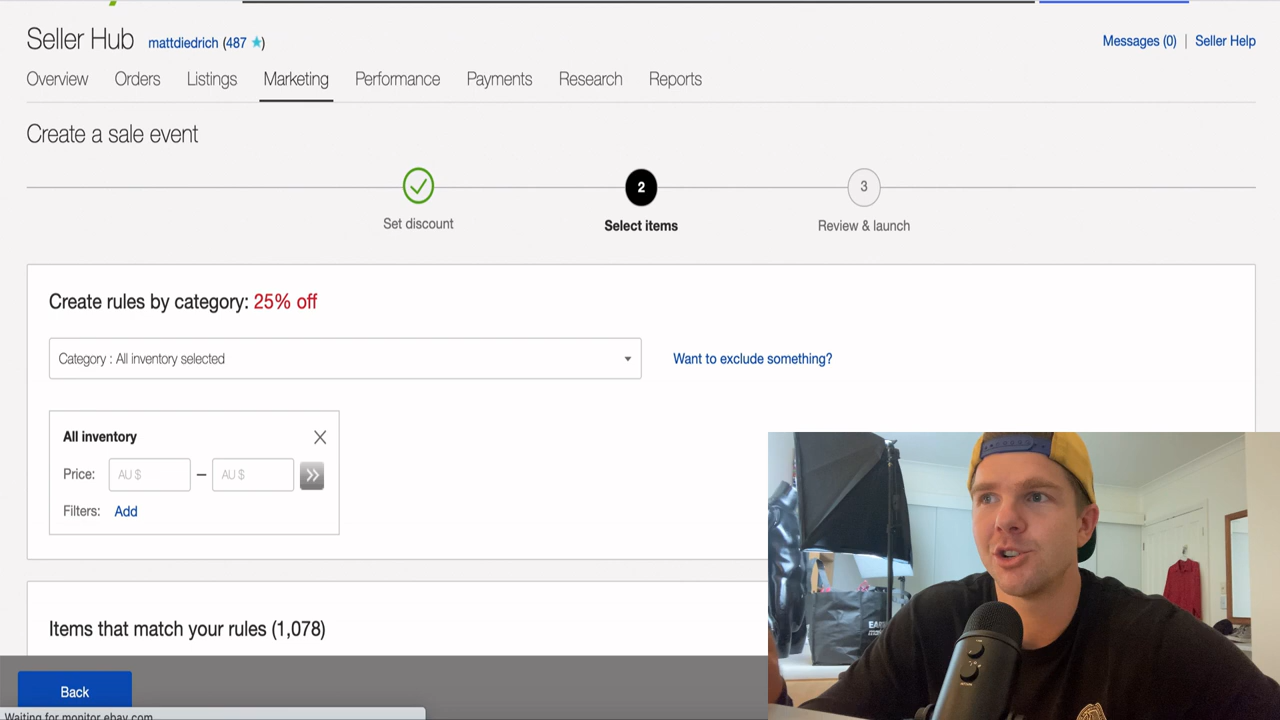 Seller Hub mattdiedrich (487 ★)
Messages (0) | Seller Help
Overview Orders Listings Marketing Performance Payments Research Reports
Create a sale event
2 3
Set discount Select items Review & launch
Create rules by category: 25% off
Category : All inventory selected
Want to exclude something?
All inventory
Price: AU $ – AU $
Filters: Add
Items that match your rules (1,078)
Back
Waiting for monitor.ebay.com